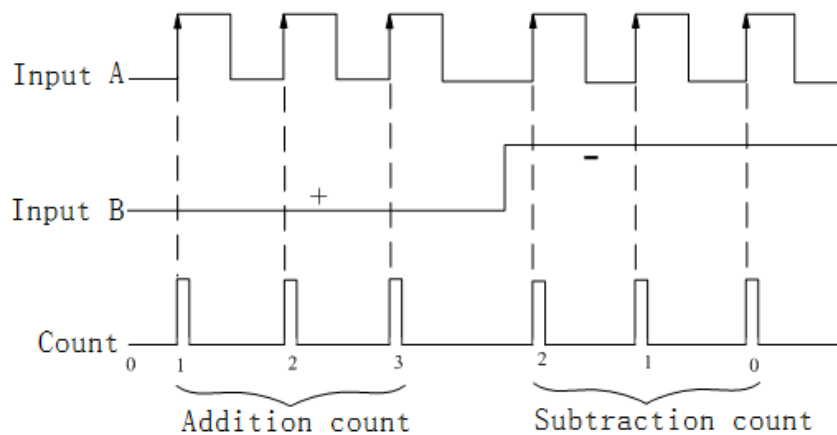 Input A
-
+
Input B
Count
0 1 2 3 2 1 0
Addition count Subtraction count